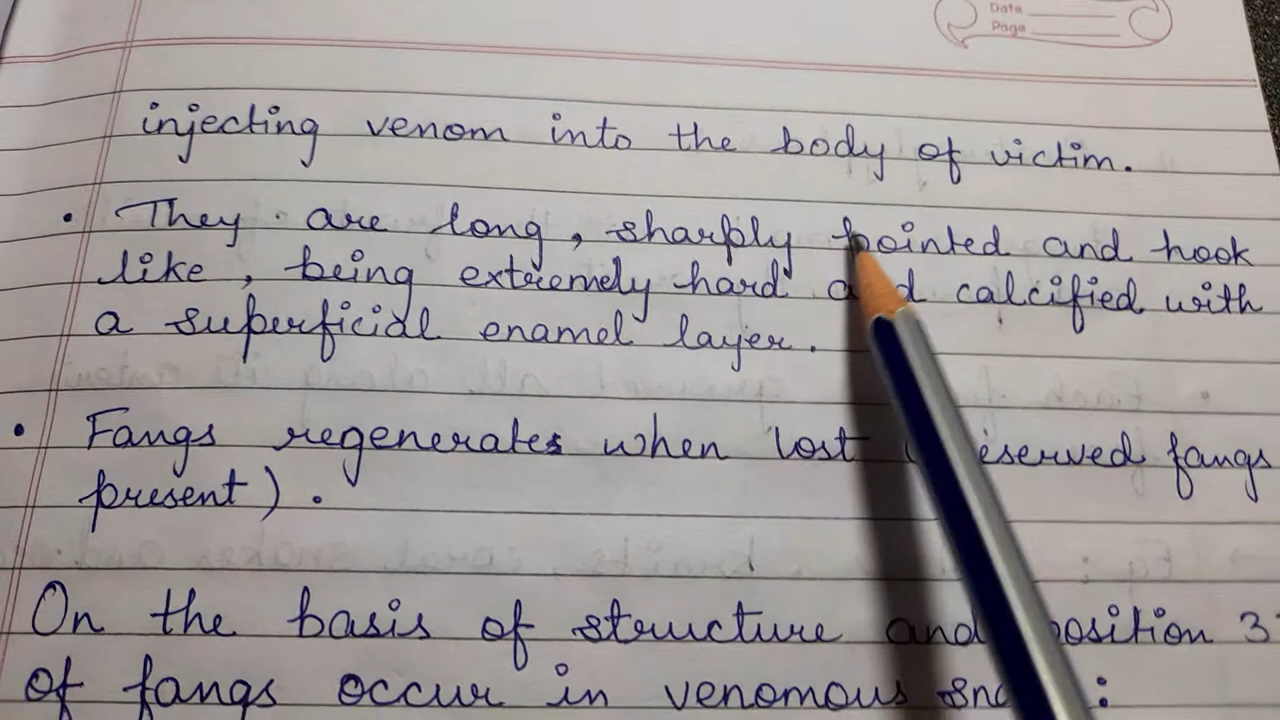 Date
Page
injecting venom into the body of victim.
• They are long, sharply pointed and hook
like, being extremely hard and calcified with
a superficial enamel layer.
• Fangs regenerates when lost (reserved fangs
present).
On the basis of structure and position 3
of fangs occur in venomous :